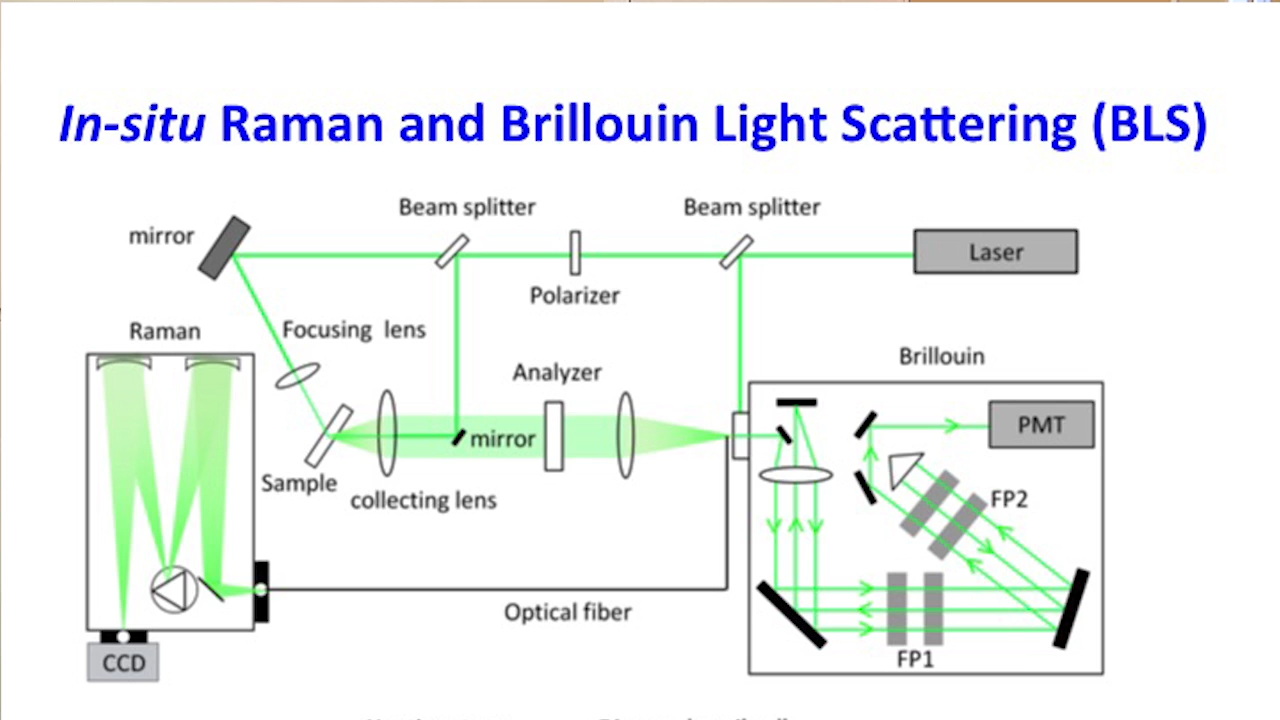 In-situ Raman and Brillouin Light Scattering (BLS)
Beam splitter
Beam splitter
mirror
Laser
Polarizer
Raman
Focusing lens
Brillouin
Analyzer
PMT
mirror
Sample
collecting lens
FP2
Optical fiber
FP1
CCD